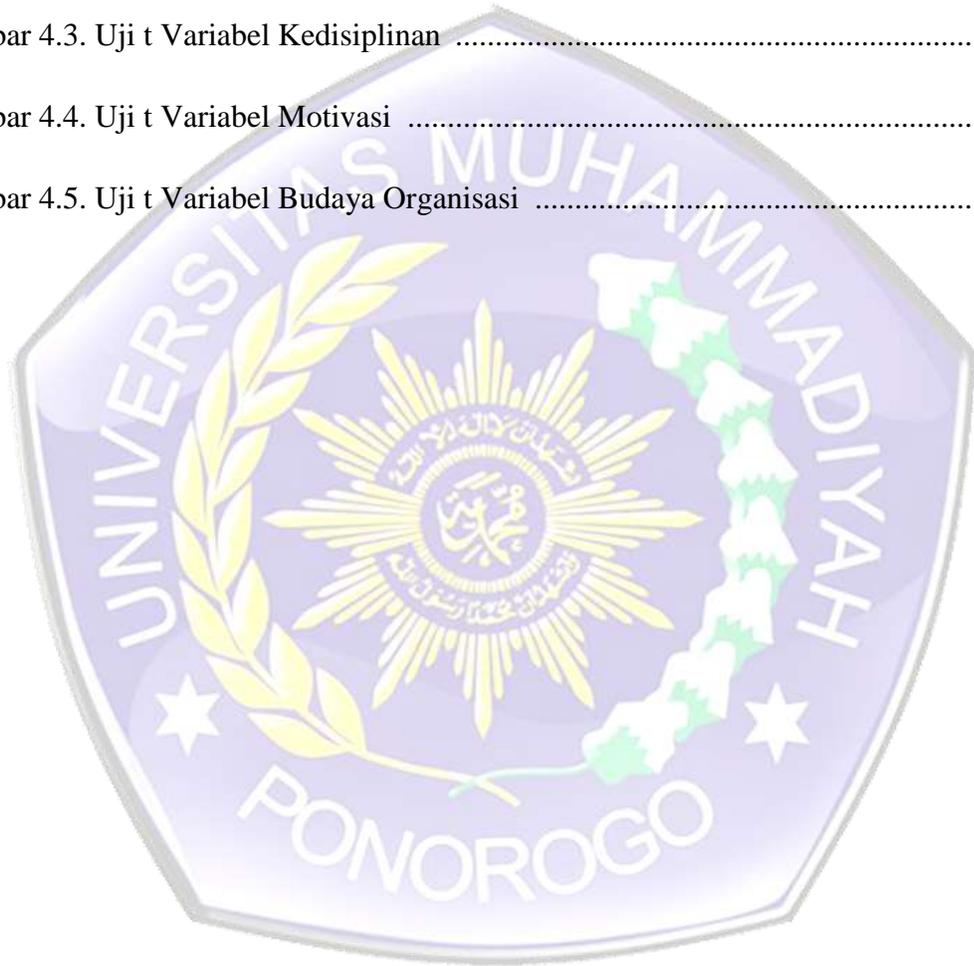 bar 4.3. Uji t Variabel Kedisiplinan ................................................................
bar 4.4. Uji t Variabel Motivasi ......................................................................
bar 4.5. Uji t Variabel Budaya Organisasi ......................................................
UNIVERSITAS MUHAMMADIYAH
PONOROGO
محمد